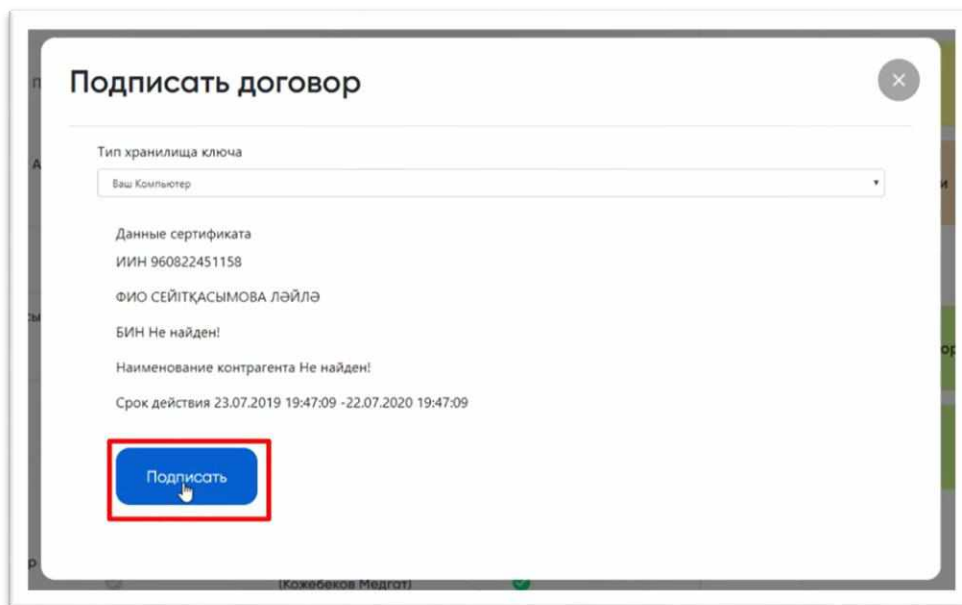 Подписать договор
Тип хранилища ключа
Ваш Компьютер
Данные сертификата
ИИН 960822451158
ФИО СЕЙІТҚАСЫМОВА ЛӘЙЛӘ
БИН Не найден!
Наименование контрагента Не найден!
Срок действия 23.07.2019 19:47:09 -22.07.2020 19:47:09
Подписать
(Кожебеков Медгат)